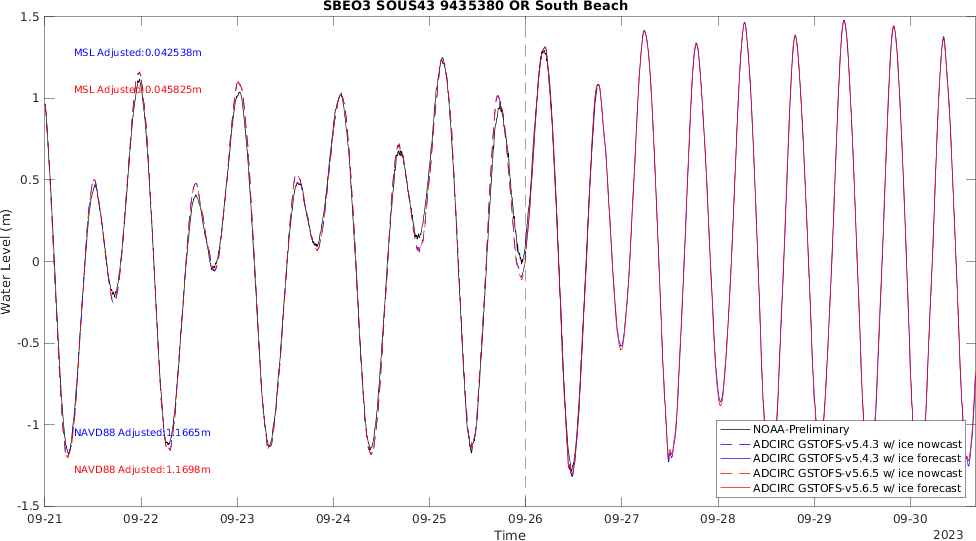 SBEO3 SOUS43 9435380 OR South Beach
1.5
MSL Adjusted:0.042538m
MSL Adjusted:0.045825m
1
0.5
Water Level (m)
0
-0.5
-1
NAVD88 Adjusted:1.1665m
NAVD88 Adjusted:1.1698m
-1.5
NOAA-Preliminary
ADCIRC GSTOFS-v5.4.3 w/ ice nowcast
ADCIRC GSTOFS-v5.4.3 w/ ice forecast
ADCIRC GSTOFS-v5.6.5 w/ ice nowcast
ADCIRC GSTOFS-v5.6.5 w/ ice forecast
09-21 09-22 09-23 09-24 09-25 09-26 09-27 09-28 09-29 09-30
Time
2023